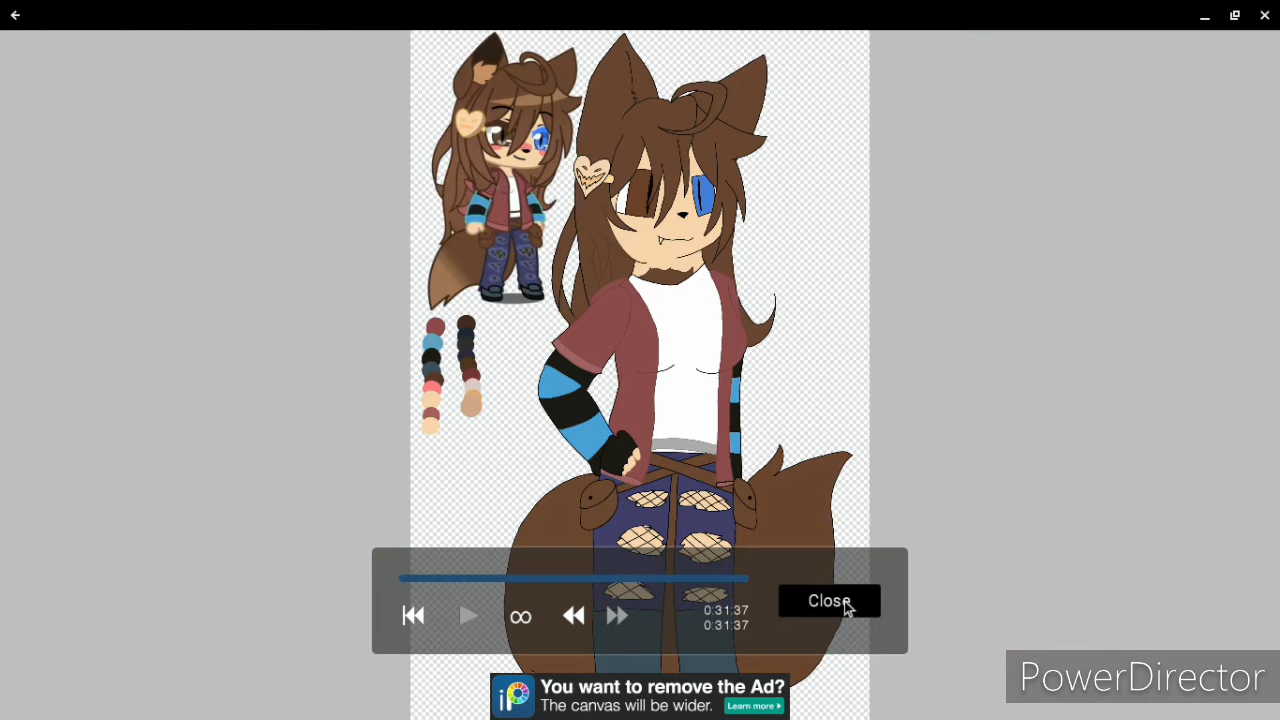 0:31:37
0:31:37
Close
You want to remove the Ad?
The canvas will be wider.
Learn more
PowerDirector